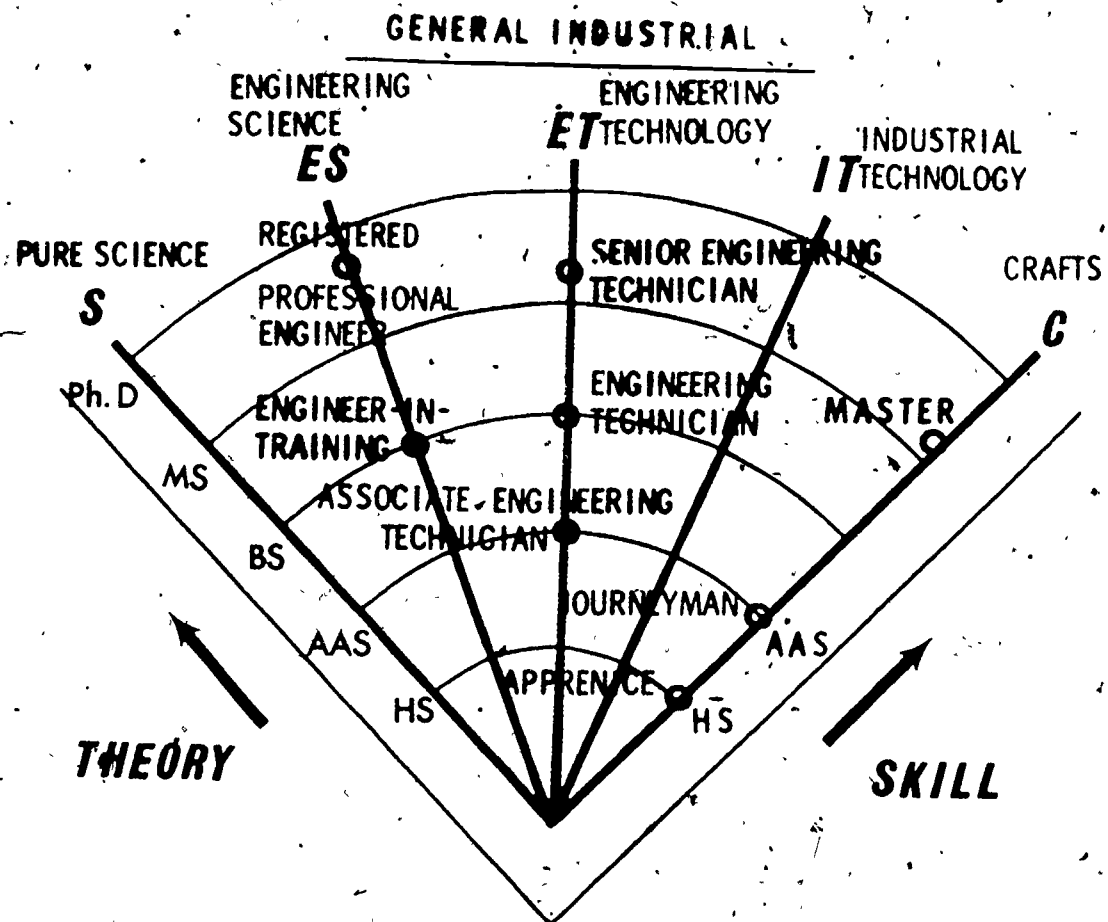 GENERAL INDUSTRIAL
ENGINEERING
SCIENCE
ES
ENGINEERING
ET TECHNOLOGY
INDUSTRIAL
IT TECHNOLOGY
PURE SCIENCE
S
CRAFTS
C
REGISTERED
PROFESSIONAL
ENGINEER
SENIOR ENGINEERING
TECHNICIAN
Ph.D
ENGINEER-IN-
TRAINING
ENGINEERING
TECHNICIAN
MASTER
MS
ASSOCIATE ENGINEERING
TECHNICIAN
BS
JOURNEYMAN
AAS
AAS
APPRENICE
HS
HS
THEORY
SKILL